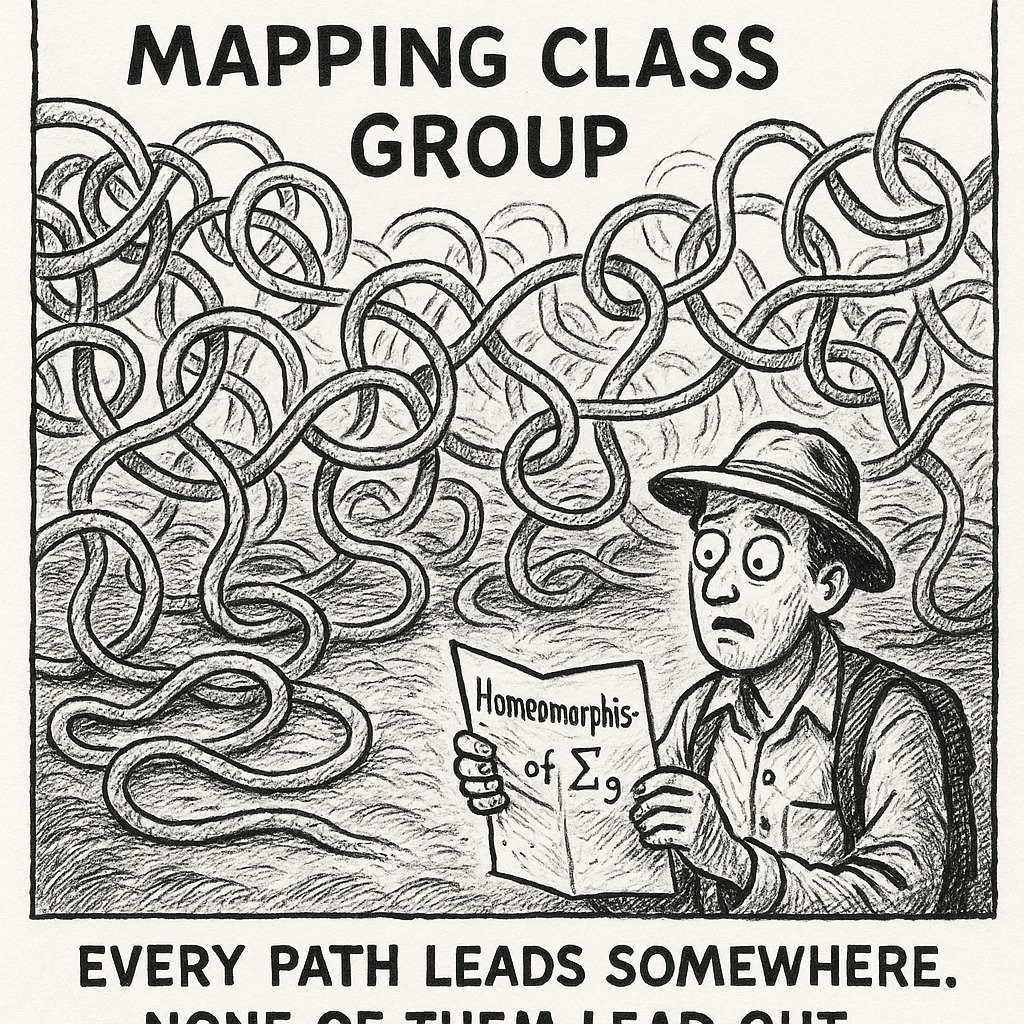 MAPPING CLASS
GROUP
Homeomorphis-
of Σg
EVERY PATH LEADS SOMEWHERE.
NONE OF THEM LEAD OUT